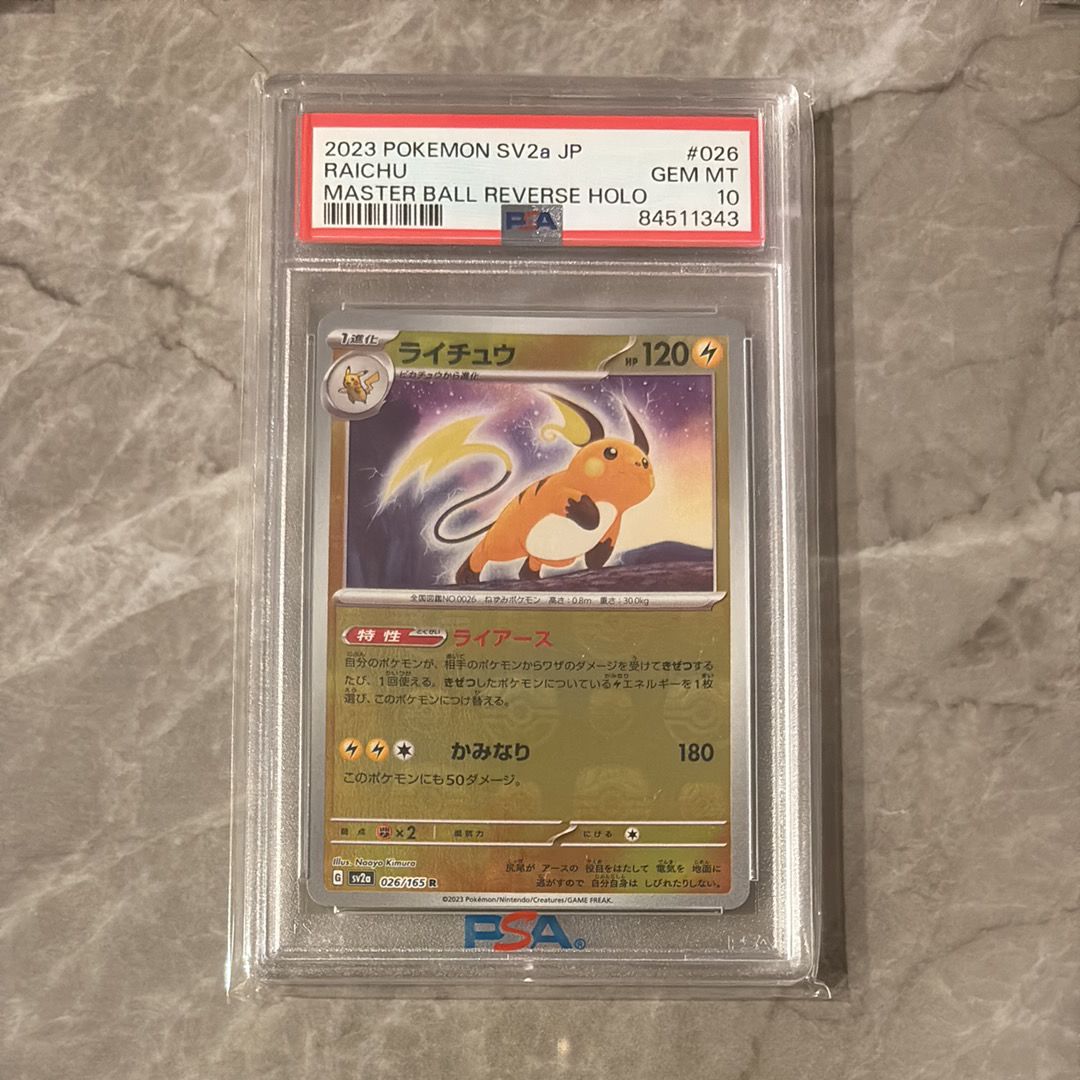 2023 POKEMON SV2a JP #026
RAICHU GEM MT
MASTER BALL REVERSE HOLO 10
PSA 84511343
1進化
ライチュウ HP 120
ピカチュウから進化
全国図鑑NO.0026 ねずみポケモン 高さ:0.8m 重さ:30.0kg
特性 とくせい ライアース
自分のポケモンが、相手のポケモンからワザのダメージを受けてきぜつする
たび、1回使える。きぜつしたポケモンについているエネルギーを1枚
選び、このポケモンにつけ替える。
かみなり 180
このポケモンにも50ダメージ。
弱点 ×2 抵抗力 にげる
Illus. Naoyo Kimura
G sv2a 026/165 R
尻尾が アースの 役目をはたして 電気を 地面に
逃がすので 自分自身は しびれたりしない。
©2023 Pokémon/Nintendo/Creatures/GAME FREAK.
PSA®